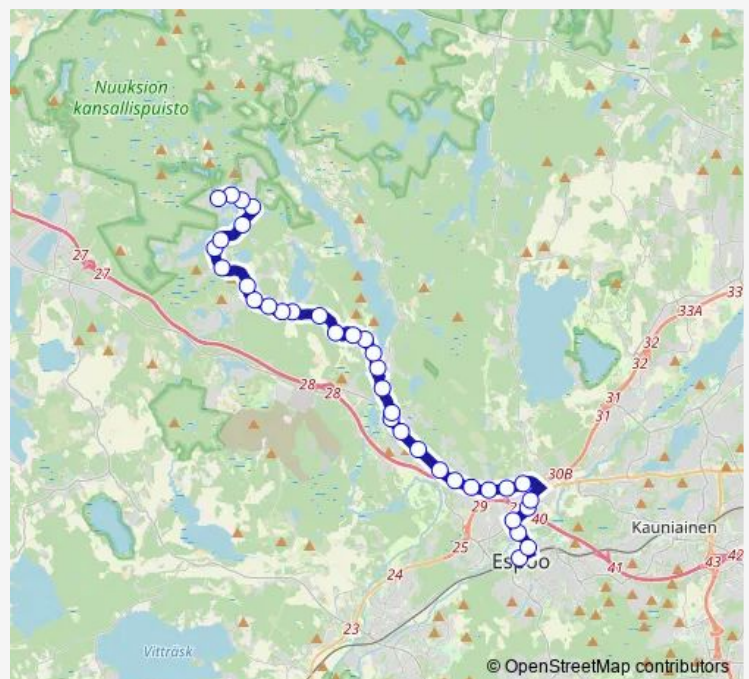 Nuuksion
kansallispuisto
27
27
33
33A
32
32
28
28
31
31
30B
29
40
Kauniainen
25
Espoo
41
43
42
24
23
Vitträsk
© OpenStreetMap contributors